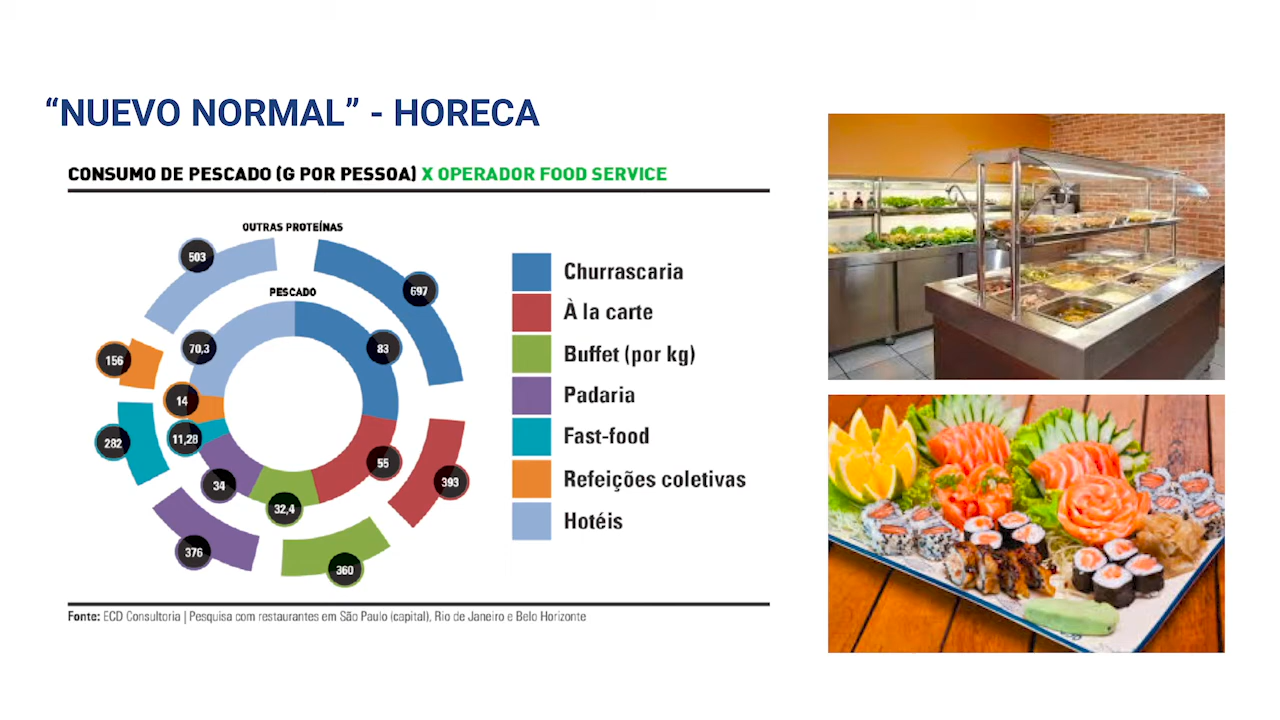 “NUEVO NORMAL” - HORECA
CONSUMO DE PESCADO (G POR PESSOA) X OPERADOR FOOD SERVICE
OUTRAS PROTEÍNAS
503
697
PESCADO
70,3
83
156
14
282
11,28
34
55
393
32,4
376
360
Churrascaria
À la carte
Buffet (por kg)
Padaria
Fast-food
Refeições coletivas
Hotéis
Fonte: ECD Consultoria | Pesquisa com restaurantes em São Paulo (capital), Rio de Janeiro e Belo Horizonte